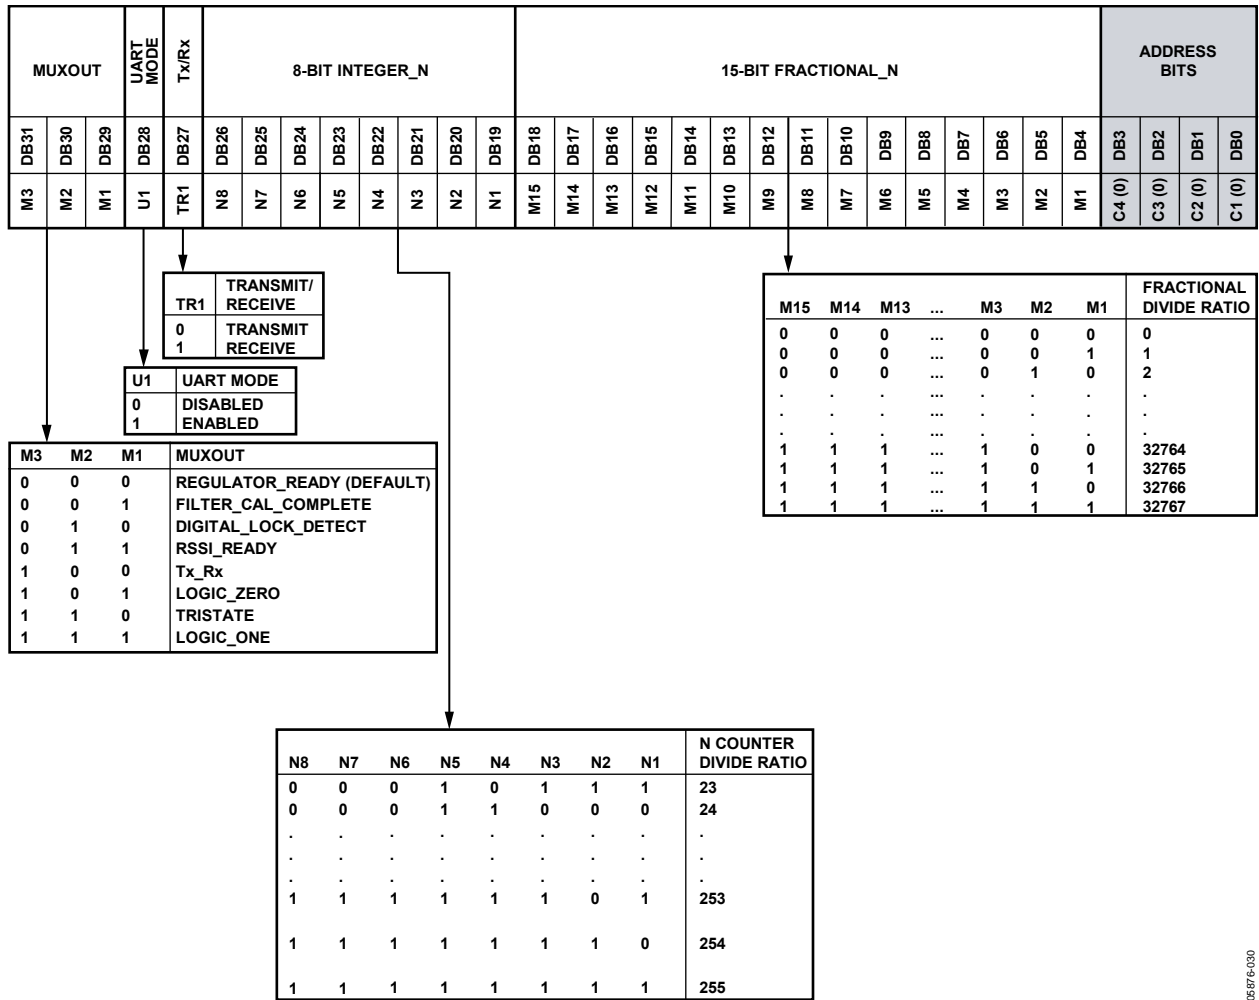 MUXOUT UART MODE Tx/Rx 8-BIT INTEGER_N 15-BIT FRACTIONAL_N ADDRESS BITS
DB31 DB30 DB29 DB28 DB27 DB26 DB25 DB24 DB23 DB22 DB21 DB20 DB19 DB18 DB17 DB16 DB15 DB14 DB13 DB12 DB11 DB10 DB9 DB8 DB7 DB6 DB5 DB4 DB3 DB2 DB1 DB0
M3 M2 M1 U1 TR1 N8 N7 N6 N5 N4 N3 N2 N1 M15 M14 M13 M12 M11 M10 M9 M8 M7 M6 M5 M4 M3 M2 M1 C4 (0) C3 (0) C2 (0) C1 (0)
TR1 TRANSMIT/
RECEIVE
0 TRANSMIT
1 RECEIVE
U1 UART MODE
0 DISABLED
1 ENABLED
M3 M2 M1 MUXOUT
0 0 0 REGULATOR_READY (DEFAULT)
0 0 1 FILTER_CAL_COMPLETE
0 1 0 DIGITAL_LOCK_DETECT
0 1 1 RSSI_READY
1 0 0 Tx_Rx
1 0 1 LOGIC_ZERO
1 1 0 TRISTATE
1 1 1 LOGIC_ONE
M15 M14 M13 ... M3 M2 M1 FRACTIONAL
DIVIDE RATIO
0 0 0 ... 0 0 0 0
0 0 0 ... 0 0 1 1
0 0 0 ... 0 1 0 2
. . . ... . . . .
. . . ... . . . .
. . . ... . . . .
1 1 1 ... 1 0 0 32764
1 1 1 ... 1 0 1 32765
1 1 1 ... 1 1 0 32766
1 1 1 ... 1 1 1 32767
N8 N7 N6 N5 N4 N3 N2 N1 N COUNTER
DIVIDE RATIO
0 0 0 1 0 1 1 1 23
0 0 0 1 1 0 0 0 24
. . . . . . . . .
. . . . . . . . .
. . . . . . . . .
1 1 1 1 1 1 0 1 253
1 1 1 1 1 1 1 0 254
1 1 1 1 1 1 1 1 255
05876-030